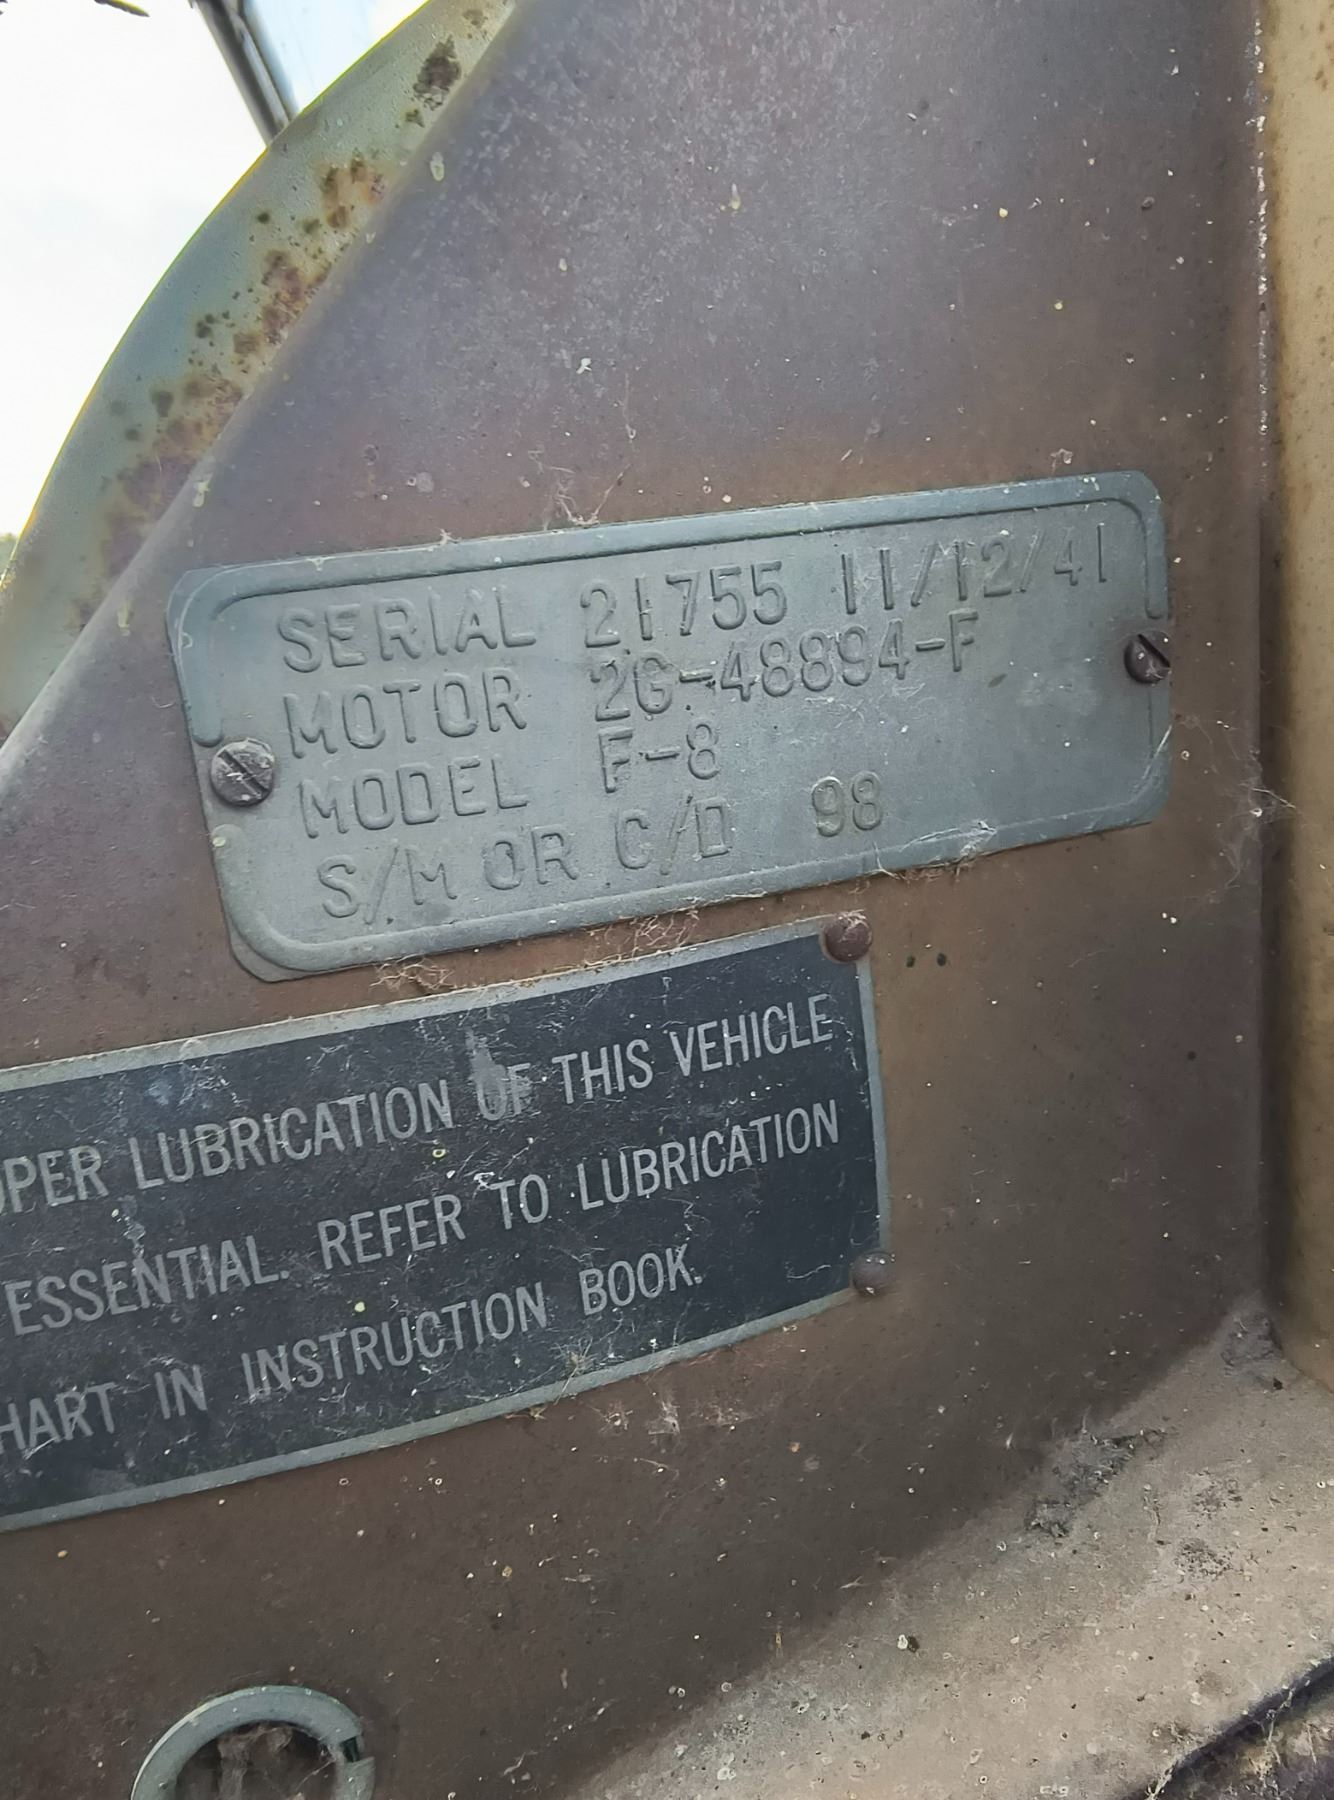 SERIAL 21755 11/12/41
MOTOR 2G-48894-F
MODEL F-8
S/M OR C/D 98
OPER LUBRICATION OF THIS VEHICLE
ESSENTIAL. REFER TO LUBRICATION
HART IN INSTRUCTION BOOK.